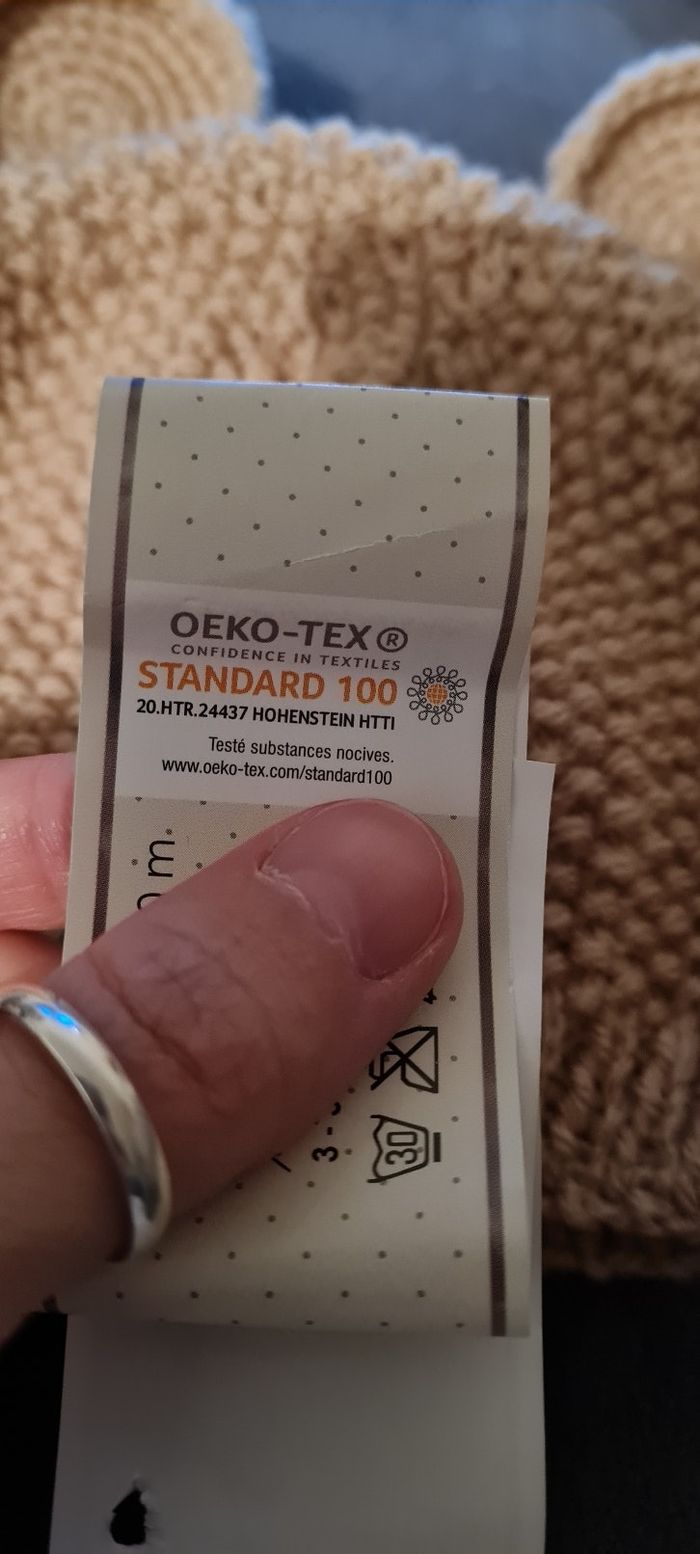 OEKO-TEX®
CONFIDENCE IN TEXTILES
STANDARD 100
20.HTR.24437 HOHENSTEIN HTTI
Testé substances nocives.
www.oeko-tex.com/standard100
30